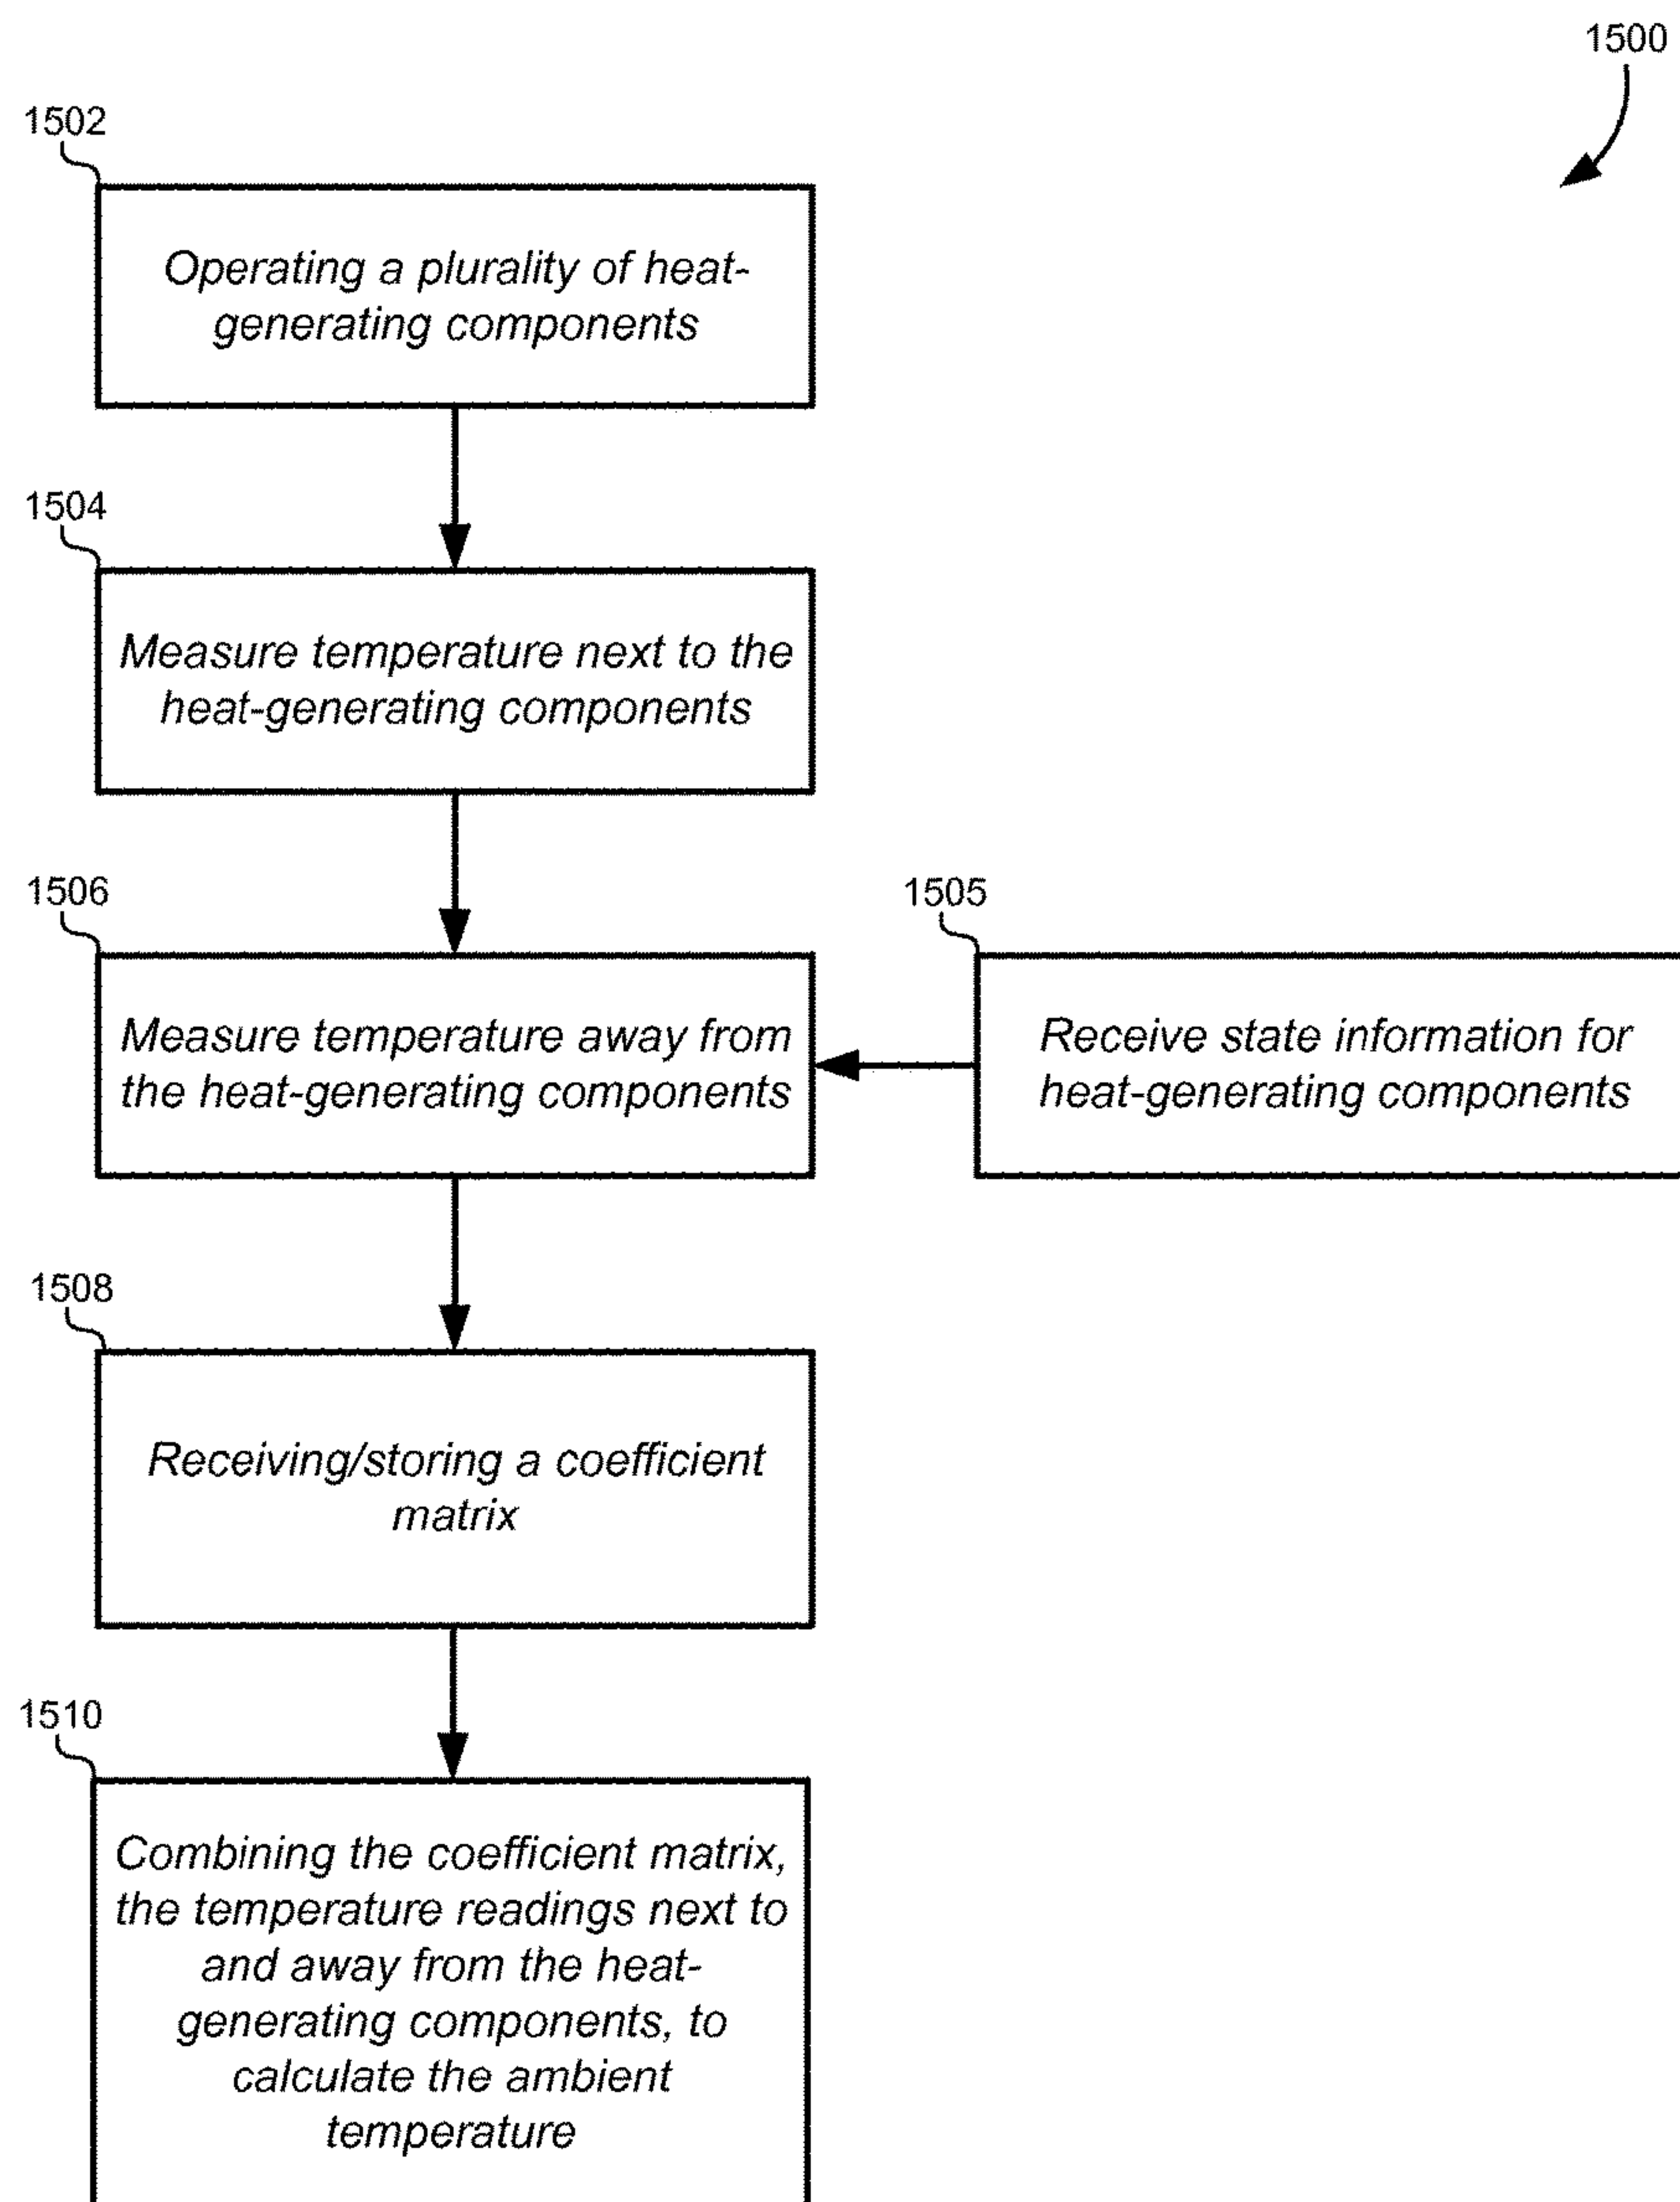 1500
1502
Operating a plurality of heat-
generating components
1504
Measure temperature next to the
heat-generating components
1506
Measure temperature away from
the heat-generating components
1505
Receive state information for
heat-generating components
1508
Receiving/storing a coefficient
matrix
1510
Combining the coefficient matrix,
the temperature readings next to
and away from the heat-
generating components, to
calculate the ambient
temperature